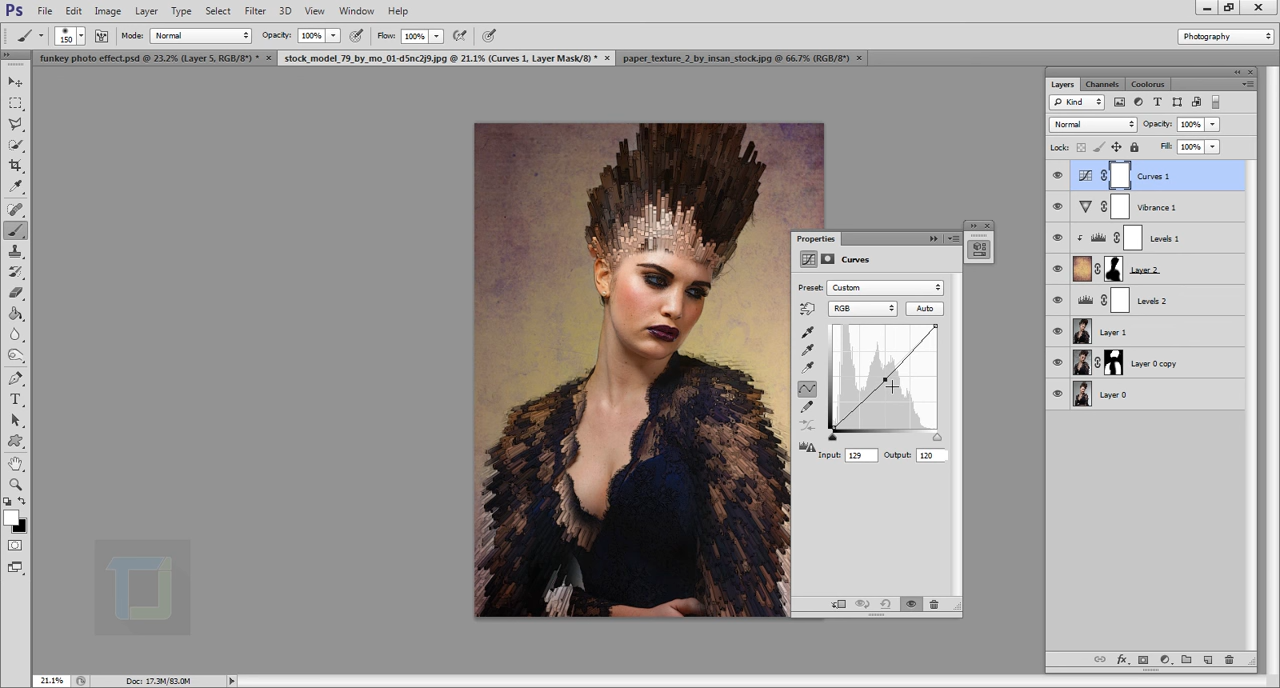 Ps File Edit Image Layer Type Select Filter 3D View Window Help
150 Mode: Normal Opacity: 100% Flow: 100% Photography
funkey photo effect.psd @ 23.2% (Layer 5, RGB/8*) * × stock_model_79_by_mo_01-d5nc2j9.jpg @ 21.1% (Curves 1, Layer Mask/8) * × paper_texture_2_by_insan_stock.jpg @ 66.7% (RGB/8*) ×
Layers Channels Coolorus
Kind
Normal Opacity: 100%
Lock: Fill: 100%
Curves 1
Vibrance 1
Levels 1
Layer 2
Levels 2
Layer 1
Layer 0 copy
Layer 0
Properties
Curves
Preset: Custom
RGB Auto
Input: 129 Output: 120
fx
21.1% Doc: 17.3M/83.0M